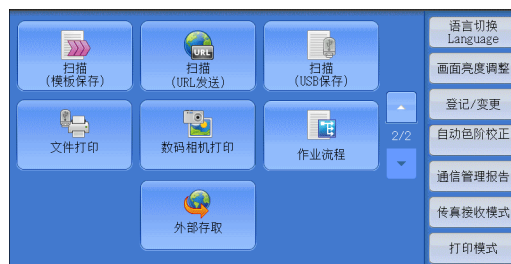 扫描
(模板保存)
URL
扫描
(URL发送)
扫描
(USB保存)
文件打印
数码相机打印
作业流程
外部存取
2/2
语言切换
Language
画面亮度调整
登记/变更
自动色阶校正
通信管理报告
传真接收模式
打印模式